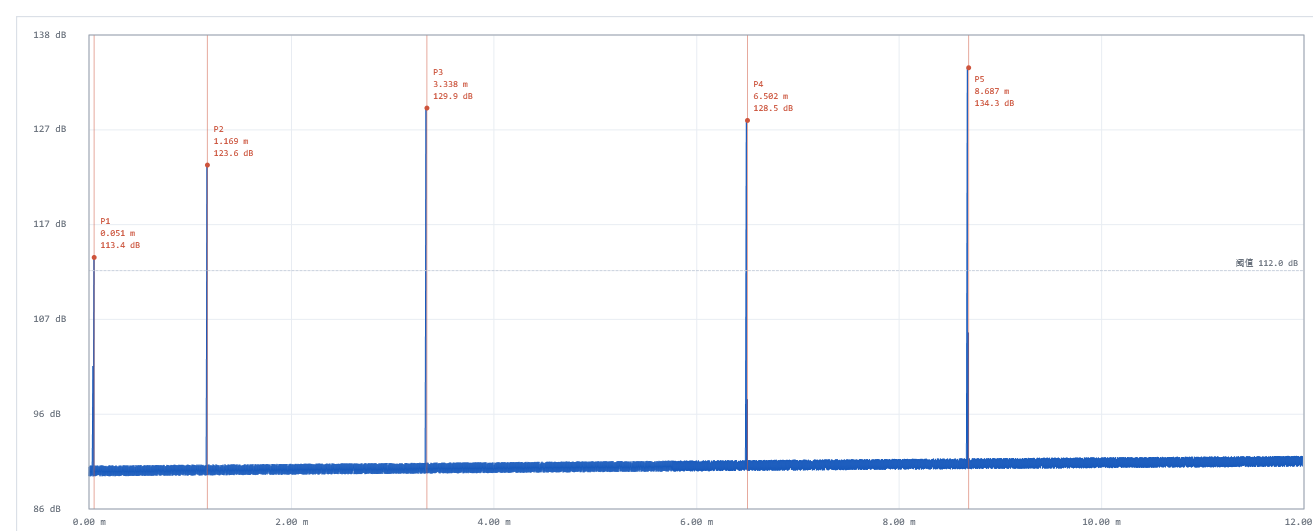 138 dB
127 dB
117 dB
107 dB
96 dB
86 dB
P1
0.051 m
113.4 dB
P2
1.169 m
123.6 dB
P3
3.338 m
129.9 dB
P4
6.502 m
128.5 dB
P5
8.687 m
134.3 dB
阈值 112.0 dB
0.00 m
2.00 m
4.00 m
6.00 m
8.00 m
10.00 m
12.00